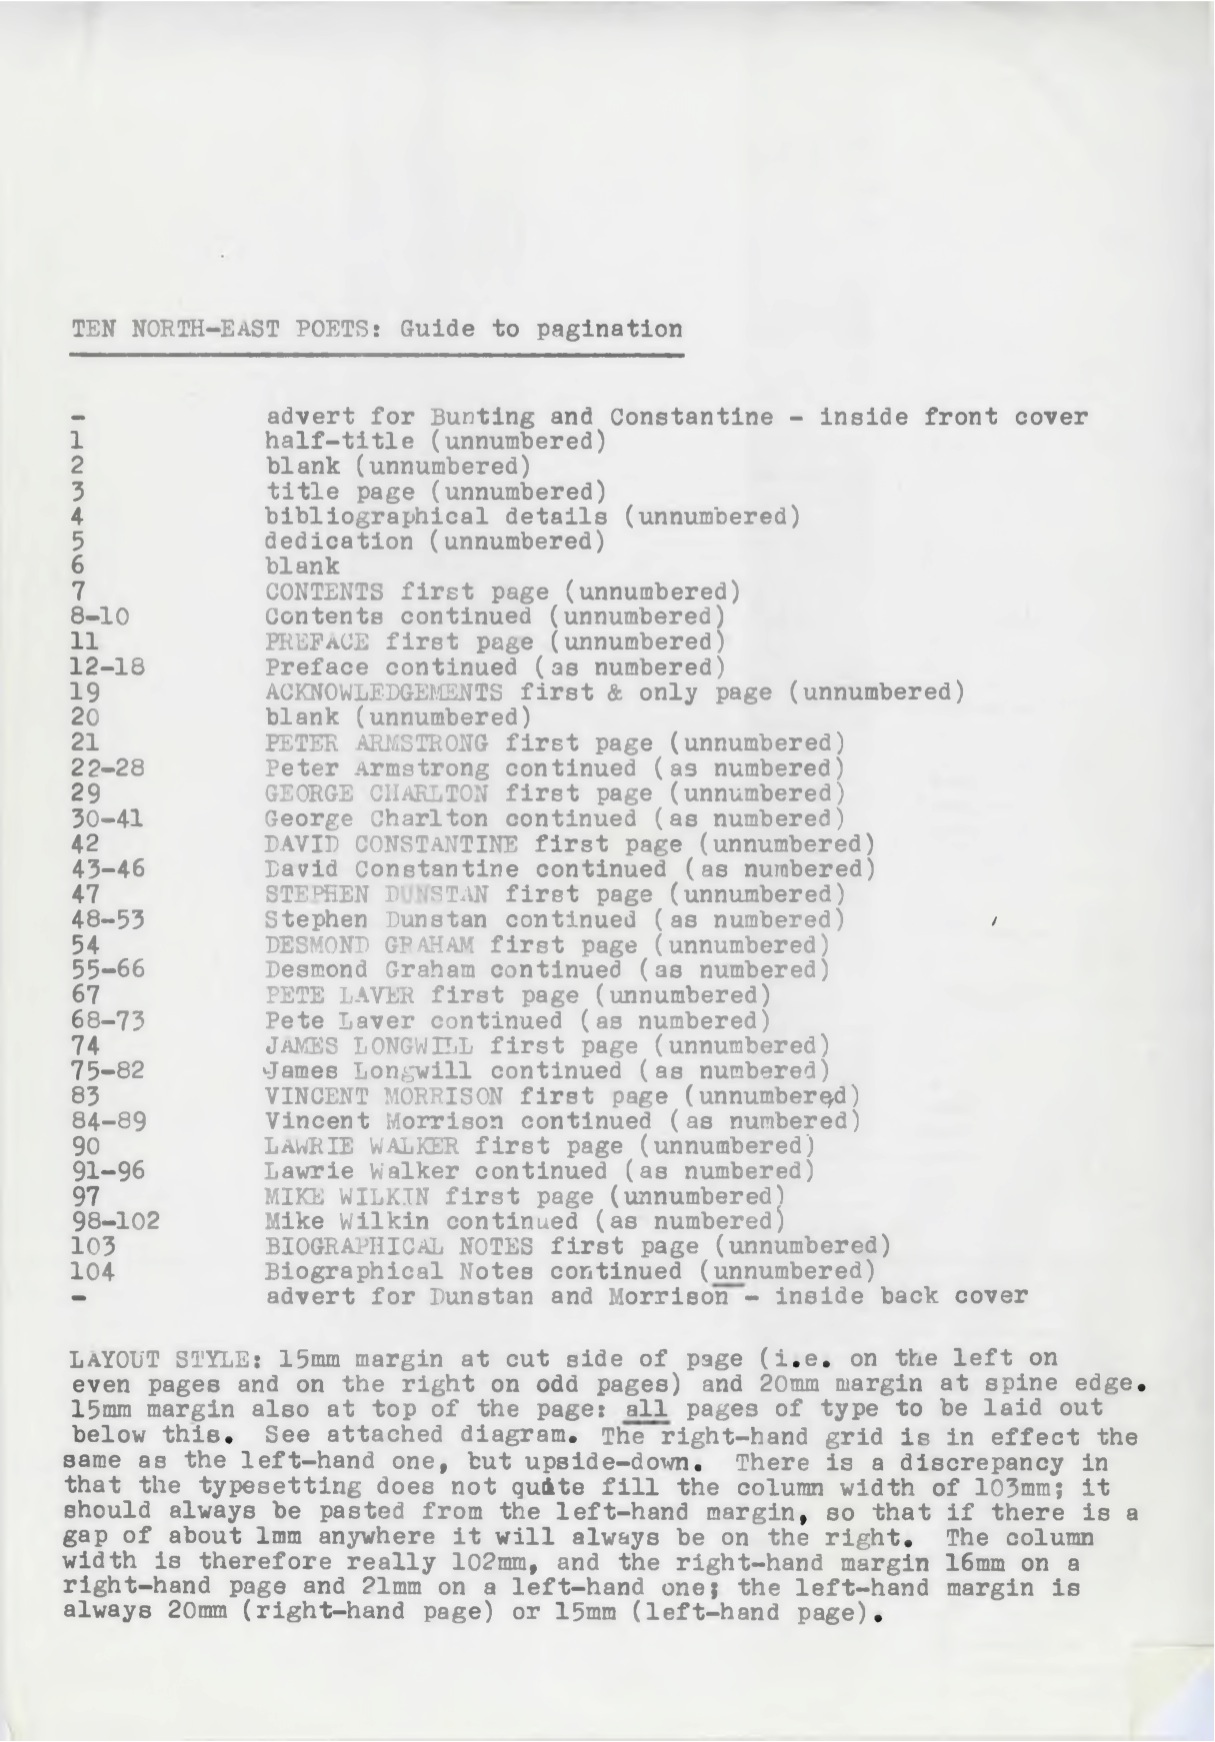 TEN NORTH-EAST POETS: Guide to pagination
- advert for Bunting and Constantine - inside front cover
1 half-title (unnumbered)
2 blank (unnumbered)
3 title page (unnumbered)
4 bibliographical details (unnumbered)
5 dedication (unnumbered)
6 blank
7 CONTENTS first page (unnumbered)
8-10 Contents continued (unnumbered)
11 PREFACE first page (unnumbered)
12-18 Preface continued (as numbered)
19 ACKNOWLEDGEMENTS first & only page (unnumbered)
20 blank (unnumbered)
21 PETER ARMSTRONG first page (unnumbered)
22-28 Peter Armstrong continued (as numbered)
29 GEORGE CHARLTON first page (unnumbered)
30-41 George Charlton continued (as numbered)
42 DAVID CONSTANTINE first page (unnumbered)
43-46 David Constantine continued (as numbered)
47 STEPHEN DUNSTAN first page (unnumbered)
48-53 Stephen Dunstan continued (as numbered)
54 DESMOND GRAHAM first page (unnumbered)
55-66 Desmond Graham continued (as numbered)
67 PETE LAVER first page (unnumbered)
68-73 Pete Laver continued (as numbered)
74 JAMES LONGWILL first page (unnumbered)
75-82 James Longwill continued (as numbered)
83 VINCENT MORRISON first page (unnumbered)
84-89 Vincent Morrison continued (as numbered)
90 LAWRIE WALKER first page (unnumbered)
91-96 Lawrie Walker continued (as numbered)
97 MIKE WILKIN first page (unnumbered)
98-102 Mike Wilkin continued (as numbered)
103 BIOGRAPHICAL NOTES first page (unnumbered)
104 Biographical Notes continued (unnumbered)
- advert for Dunstan and Morrison - inside back cover
LAYOUT STYLE: 15mm margin at cut side of page (i.e. on the left on
even pages and on the right on odd pages) and 20mm margin at spine edge.
15mm margin also at top of the page: all pages of type to be laid out
below this. See attached diagram. The right-hand grid is in effect the
same as the left-hand one, but upside-down. There is a discrepancy in
that the typesetting does not quite fill the column width of 103mm; it
should always be pasted from the left-hand margin, so that if there is a
gap of about 1mm anywhere it will always be on the right. The column
width is therefore really 102mm, and the right-hand margin 16mm on a
right-hand page and 21mm on a left-hand one; the left-hand margin is
always 20mm (right-hand page) or 15mm (left-hand page).